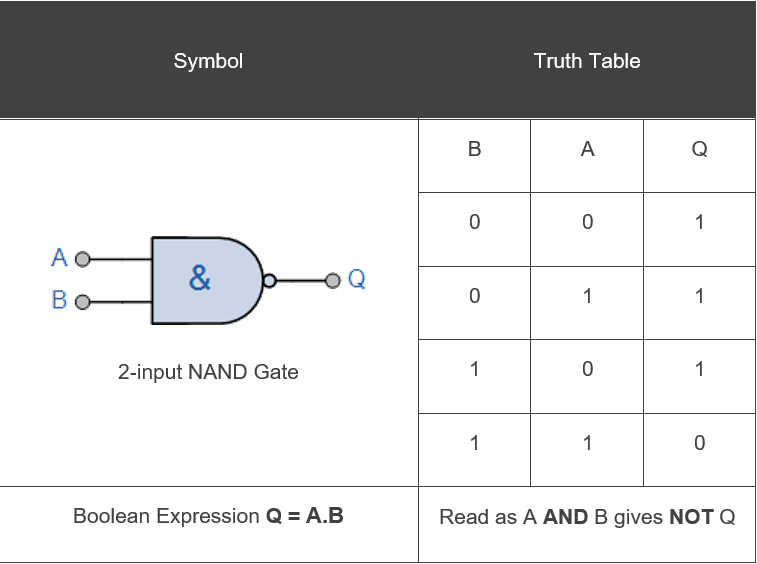 Symbol
Truth Table
B A Q
0 0 1
0 1 1
1 0 1
1 1 0
A
B
&
Q
2-input NAND Gate
Boolean Expression Q = A.B
Read as A AND B gives NOT Q